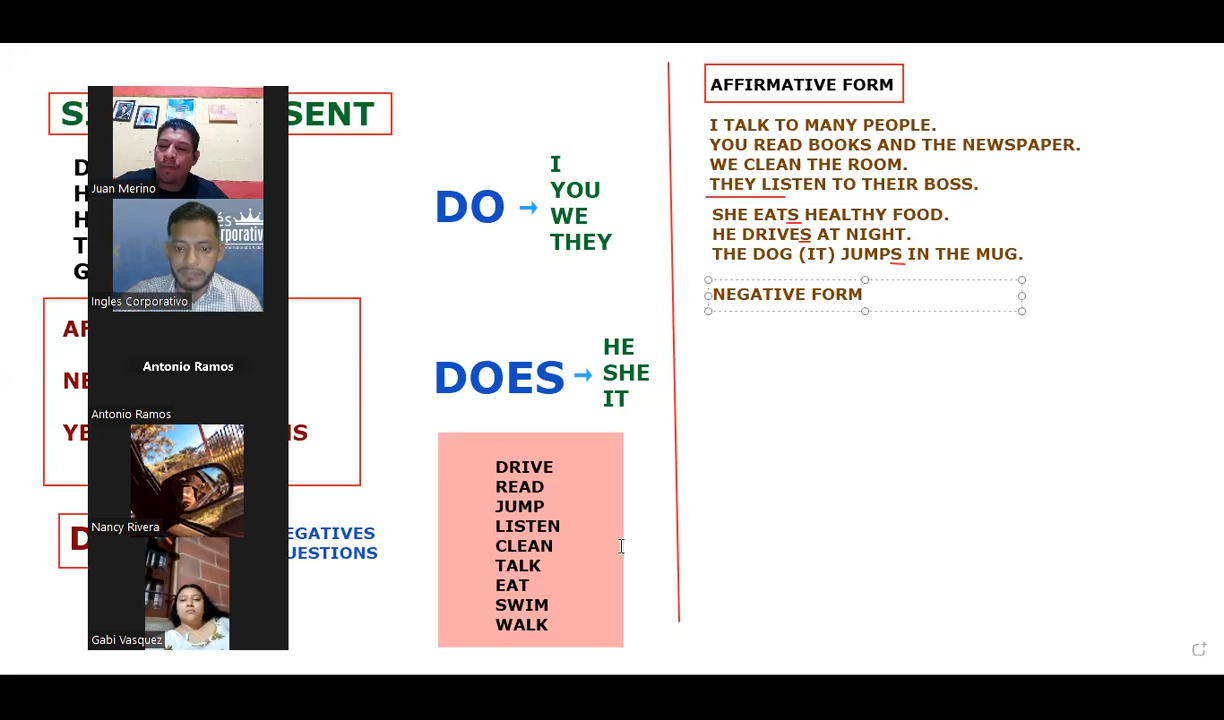 SENT
DO
I
YOU
WE
THEY
DOES
HE
SHE
IT
DRIVE
READ
JUMP
LISTEN
CLEAN
TALK
EAT
SWIM
WALK
Juan Merino
Ingles Corporativo
Antonio Ramos
Antonio Ramos
Nancy Rivera
Gabi Vasquez
AFFIRMATIVE FORM
I TALK TO MANY PEOPLE.
YOU READ BOOKS AND THE NEWSPAPER.
WE CLEAN THE ROOM.
THEY LISTEN TO THEIR BOSS.
SHE EATS HEALTHY FOOD.
HE DRIVES AT NIGHT.
THE DOG (IT) JUMPS IN THE MUG.
NEGATIVE FORM